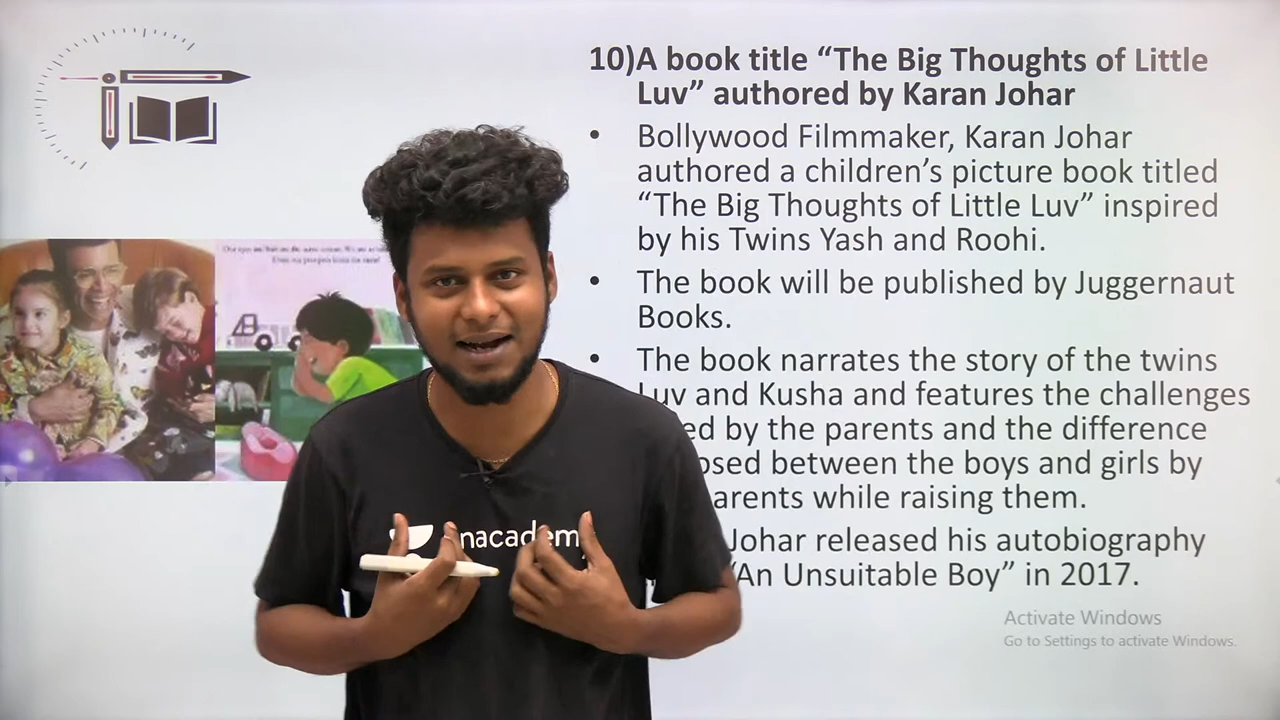 10)A book title “The Big Thoughts of Little
Luv” authored by Karan Johar
• Bollywood Filmmaker, Karan Johar
authored a children’s picture book titled
“The Big Thoughts of Little Luv” inspired
by his Twins Yash and Roohi.
• The book will be published by Juggernaut
Books.
• The book narrates the story of the twins
Luv and Kusha and features the challenges
by the parents and the difference
between the boys and girls by
while raising them.
Johar released his autobiography
“An Unsuitable Boy” in 2017.
Activate Windows
Go to Settings to activate Windows.